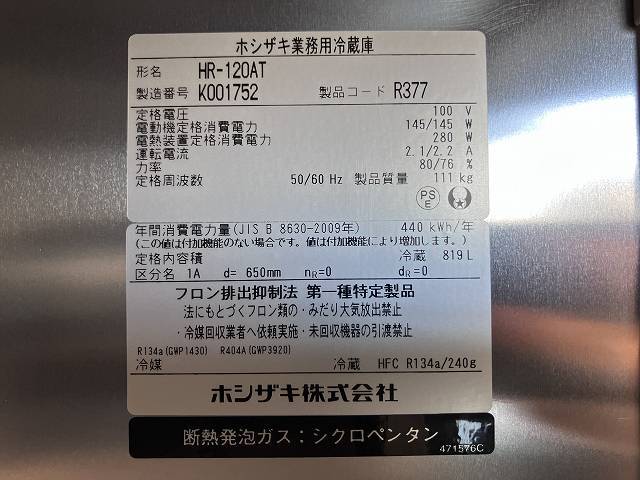 ホシザキ業務用冷蔵庫
形名 HR-120AT
製造番号 K001752 製品コード R377
定格電圧 100 V
電動機定格消費電力 145/145 W
電熱装置定格消費電力 280 W
運転電流 2.1/2.2 A
力率 80/76 %
定格周波数 50/60 Hz 製品質量 111 kg
PS
E
年間消費電力量(JIS B 8630-2009年) 440 kWh/年
(この値は付加機能のない場合です。値は付加機能により増加します。)
定格内容積 冷蔵 819 L
区分名 1A d= 650mm nR=0 dR=0
フロン排出抑制法 第一種特定製品
法にもとづくフロン類の・みだり大気放出禁止
・冷媒回収業者へ依頼実施・未回収機器の引渡禁止
R134a(GWP1430) R404A(GWP3920)
冷媒 冷蔵 HFC R134a/240g
ホシザキ株式会社
断熱発泡ガス：シクロペンタン
471576C